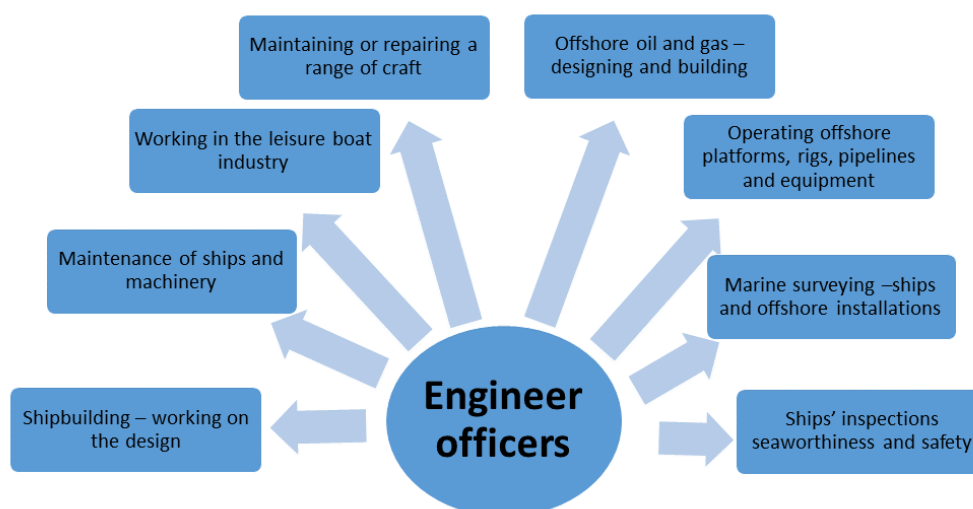 Maintaining or repairing a
range of craft
Offshore oil and gas –
designing and building
Working in the leisure boat
industry
Operating offshore
platforms, rigs, pipelines
and equipment
Maintenance of ships and
machinery
Marine surveying –ships
and offshore installations
Shipbuilding – working on
the design
Engineer
officers
Ships’ inspections
seaworthiness and safety